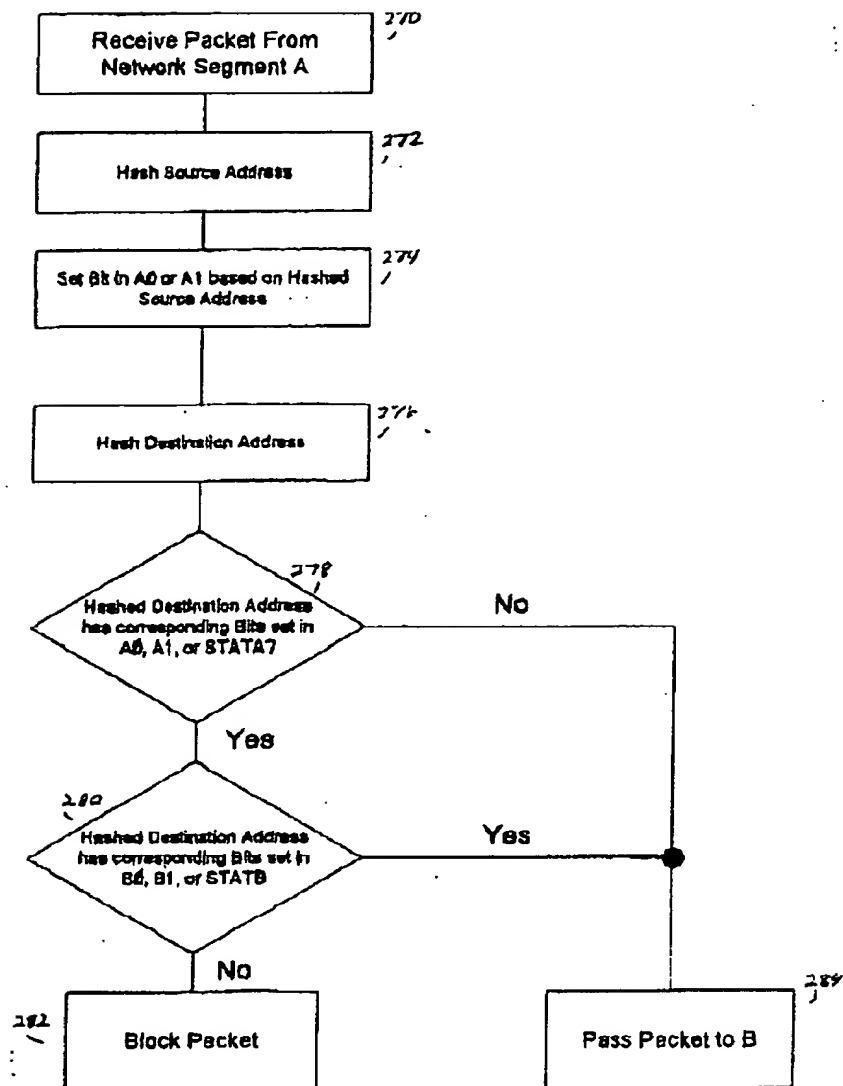 270
Receive Packet From
Network Segment A
272
Hash Source Address
274
Set Bit in A0 or A1 based on Hashed
Source Address
276
Hash Destination Address
278
Hashed Destination Address
has corresponding Bits set in
A0, A1, or STATA?
No
Yes
280
Hashed Destination Address
has corresponding Bits set in
B0, B1, or STATB
Yes
No
282
Block Packet
284
Pass Packet to B